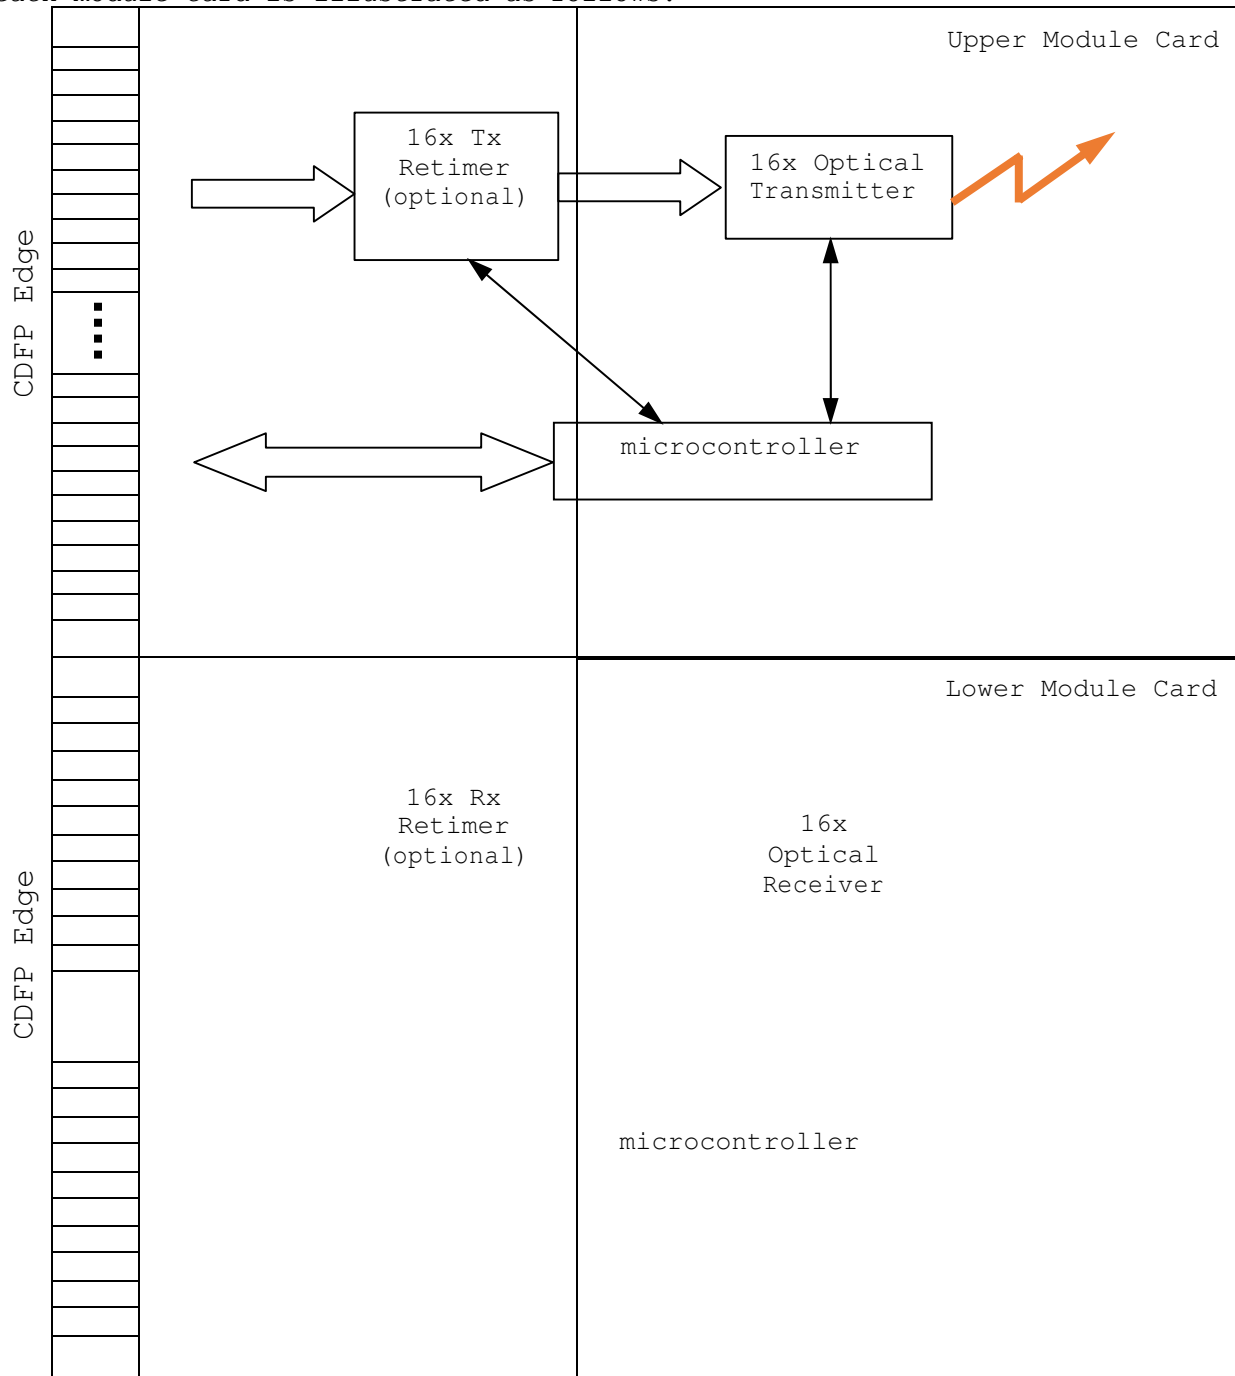 Upper Module Card
16x Tx
Retimer
(optional)
16x Optical
Transmitter
CDFP Edge
microcontroller
Lower Module Card
16x Rx
Retimer
(optional)
16x
Optical
Receiver
CDFP Edge
microcontroller